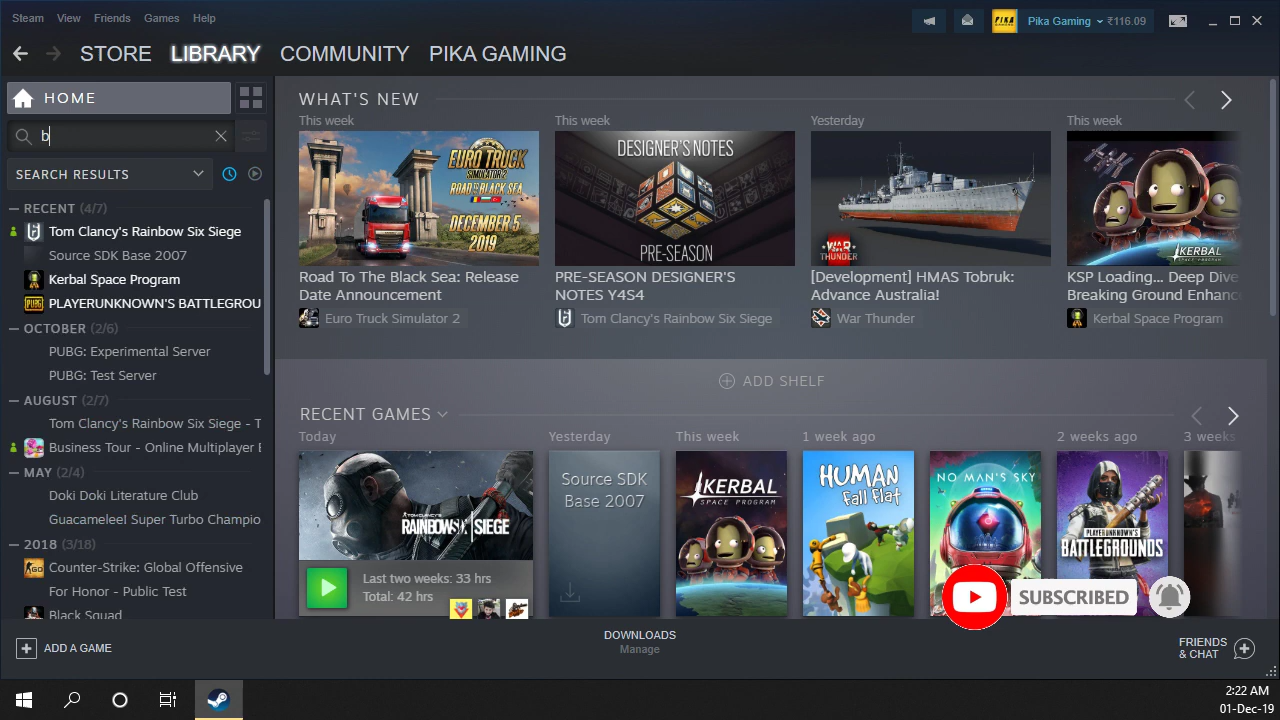 Steam View Friends Games Help
PIKA Pika Gaming ₹116.09
STORE LIBRARY COMMUNITY PIKA GAMING
HOME
b
SEARCH RESULTS
RECENT (4/7)
Tom Clancy's Rainbow Six Siege
Source SDK Base 2007
Kerbal Space Program
PLAYERUNKNOWN'S BATTLEGROU
OCTOBER (2/6)
PUBG: Experimental Server
PUBG: Test Server
AUGUST (2/7)
Tom Clancy's Rainbow Six Siege - T
Business Tour - Online Multiplayer
MAY (2/4)
Doki Doki Literature Club
Guacameleel Super Turbo Champio
2018 (3/18)
Counter-Strike: Global Offensive
For Honor - Public Test
Black Squad
ADD A GAME
WHAT'S NEW
This week
EURO TRUCK
SIMULATOR 2
ROAD TO THE BLACK SEA
DECEMBER 5
2019
Road To The Black Sea: Release
Date Announcement
Euro Truck Simulator 2
This week
DESIGNER'S NOTES
PRE-SEASON
PRE-SEASON DESIGNER'S
NOTES Y4S4
Tom Clancy's Rainbow Six Siege
Yesterday
WAR
THUNDER
[Development] HMAS Tobruk:
Advance Australia!
War Thunder
This week
KERBAL
KSP Loading... Deep Dive
Breaking Ground Enhanc
Kerbal Space Program
ADD SHELF
RECENT GAMES
Today
TOM CLANCY'S
RAINBOW SIX SIEGE
Last two weeks: 33 hrs
Total: 42 hrs
Yesterday
Source SDK
Base 2007
This week
KERBAL
SPACE PROGRAM
1 week ago
HUMAN
fall flat
NO MAN'S SKY
2 weeks ago
PLAYERUNKNOWN'S
BATTLEGROUNDS
3 weeks
SUBSCRIBED
DOWNLOADS
Manage
FRIENDS
& CHAT
2:22 AM
01-Dec-19